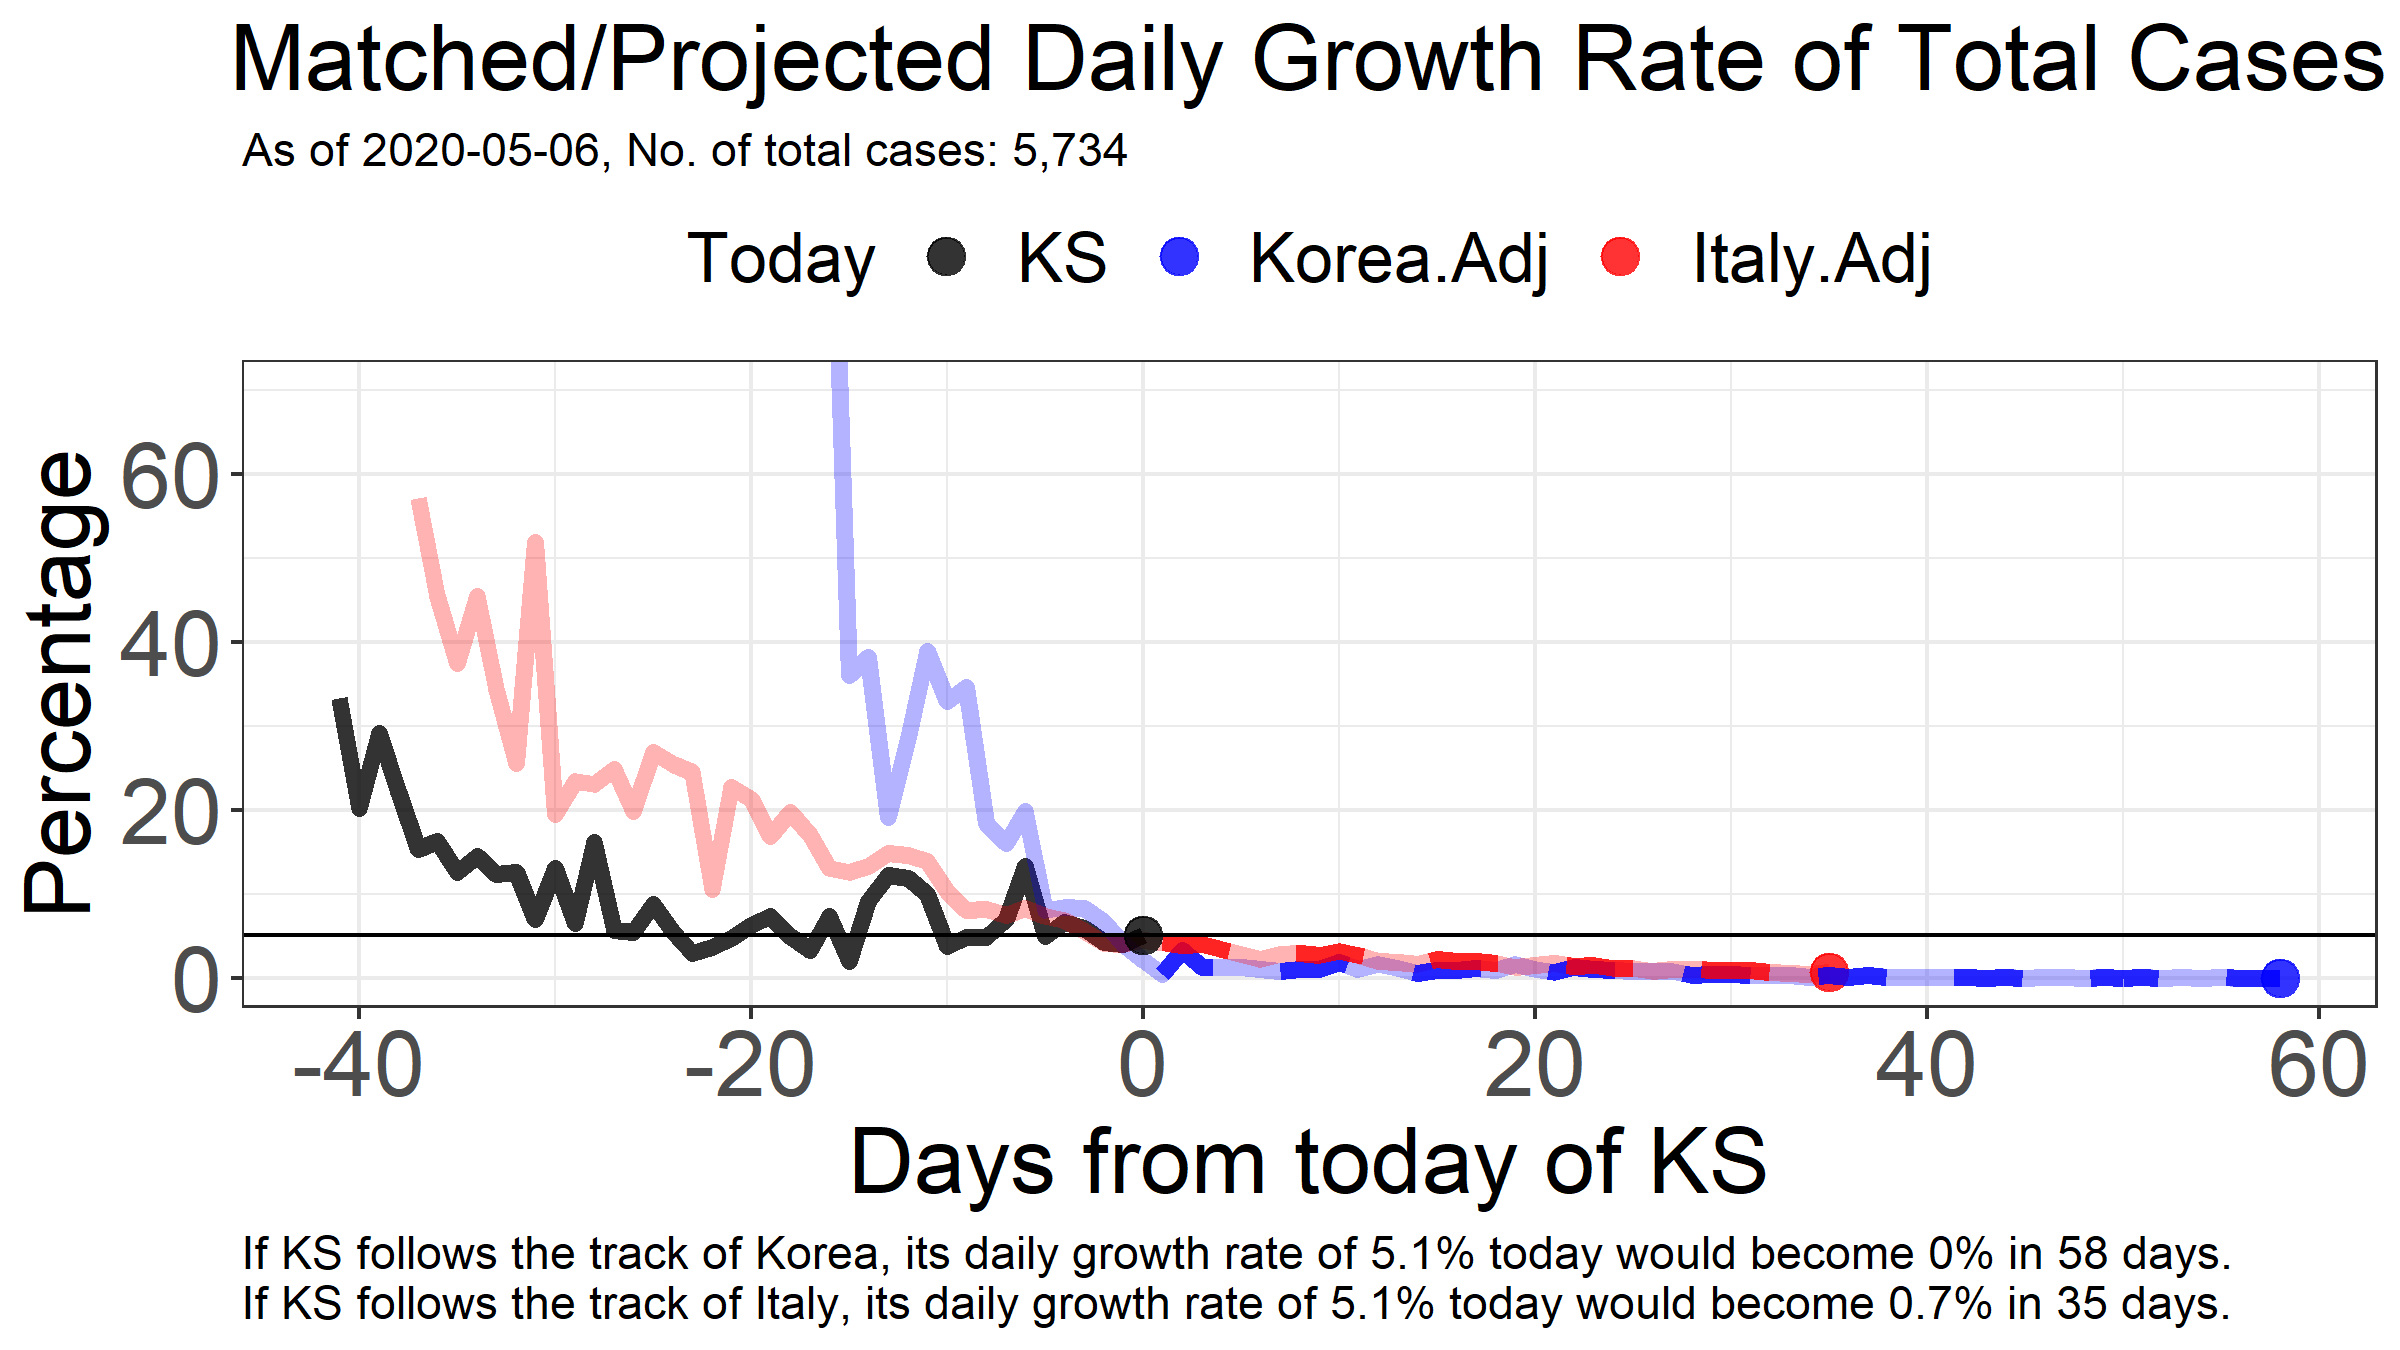 Matched/Projected Daily Growth Rate of Total Cases
As of 2020-05-06, No. of total cases: 5,734
Today KS Korea.Adj Italy.Adj
Percentage
60
40
20
0
-40 -20 0 20 40 60
Days from today of KS
If KS follows the track of Korea, its daily growth rate of 5.1% today would become 0% in 58 days.
If KS follows the track of Italy, its daily growth rate of 5.1% today would become 0.7% in 35 days.